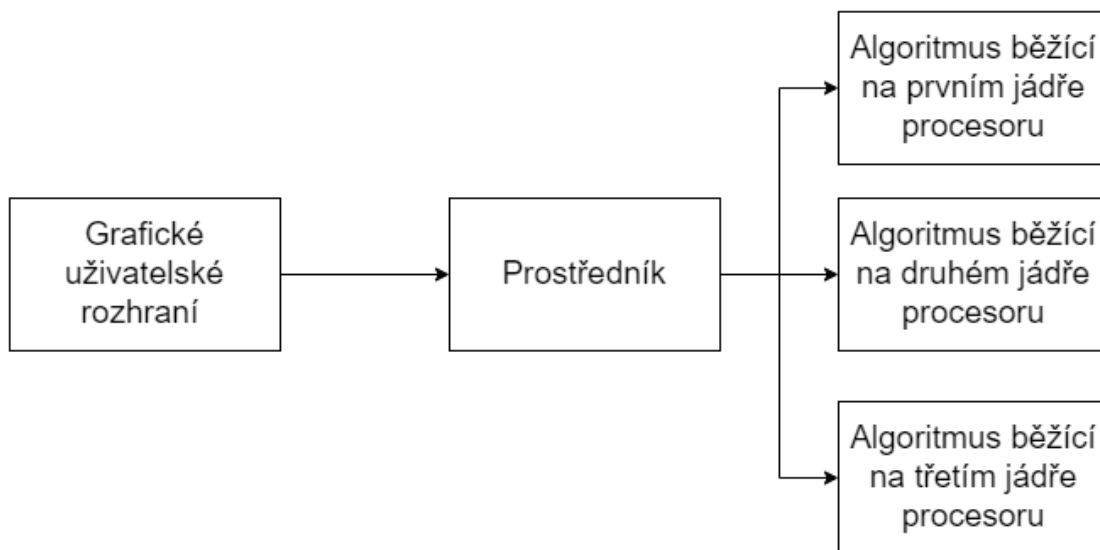 Grafické
uživatelské
rozhraní
Prostředník
Algoritmus běžící
na prvním jádře
procesoru
Algoritmus běžící
na druhém jádře
procesoru
Algoritmus běžící
na třetím jádře
procesoru